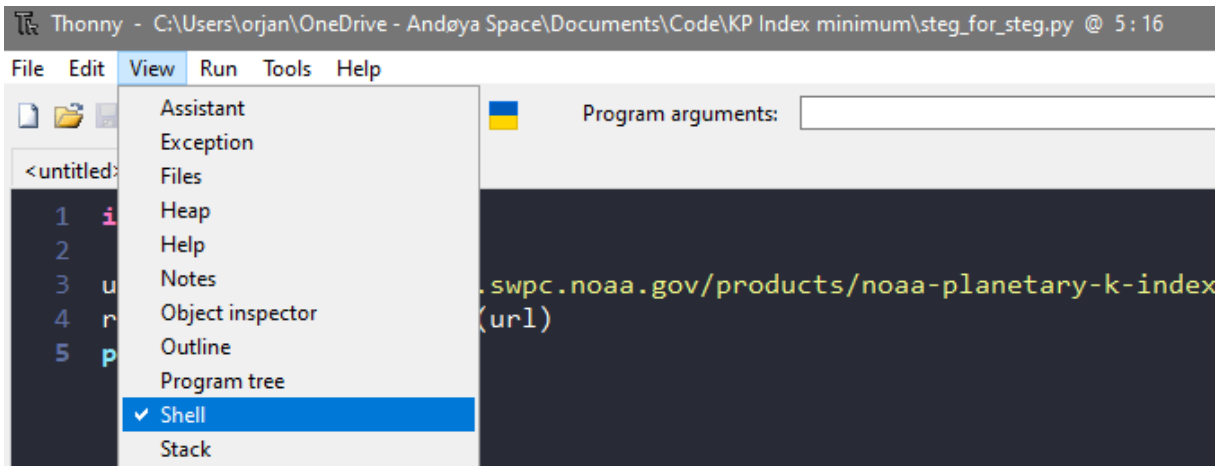 Thonny - C:\Users\orjan\OneDrive - Andøya Space\Documents\Code\KP Index minimum\steg_for_steg.py @ 5:16
File Edit View Run Tools Help
Assistant
Program arguments:
Exception
<untitled>
Files
1 i
Heap
2
Help
3 u
Notes
.swpc.noaa.gov/products/noaa-planetary-k-index
4 r
Object inspector
(url)
5 p
Outline
Program tree
✓ Shell
Stack